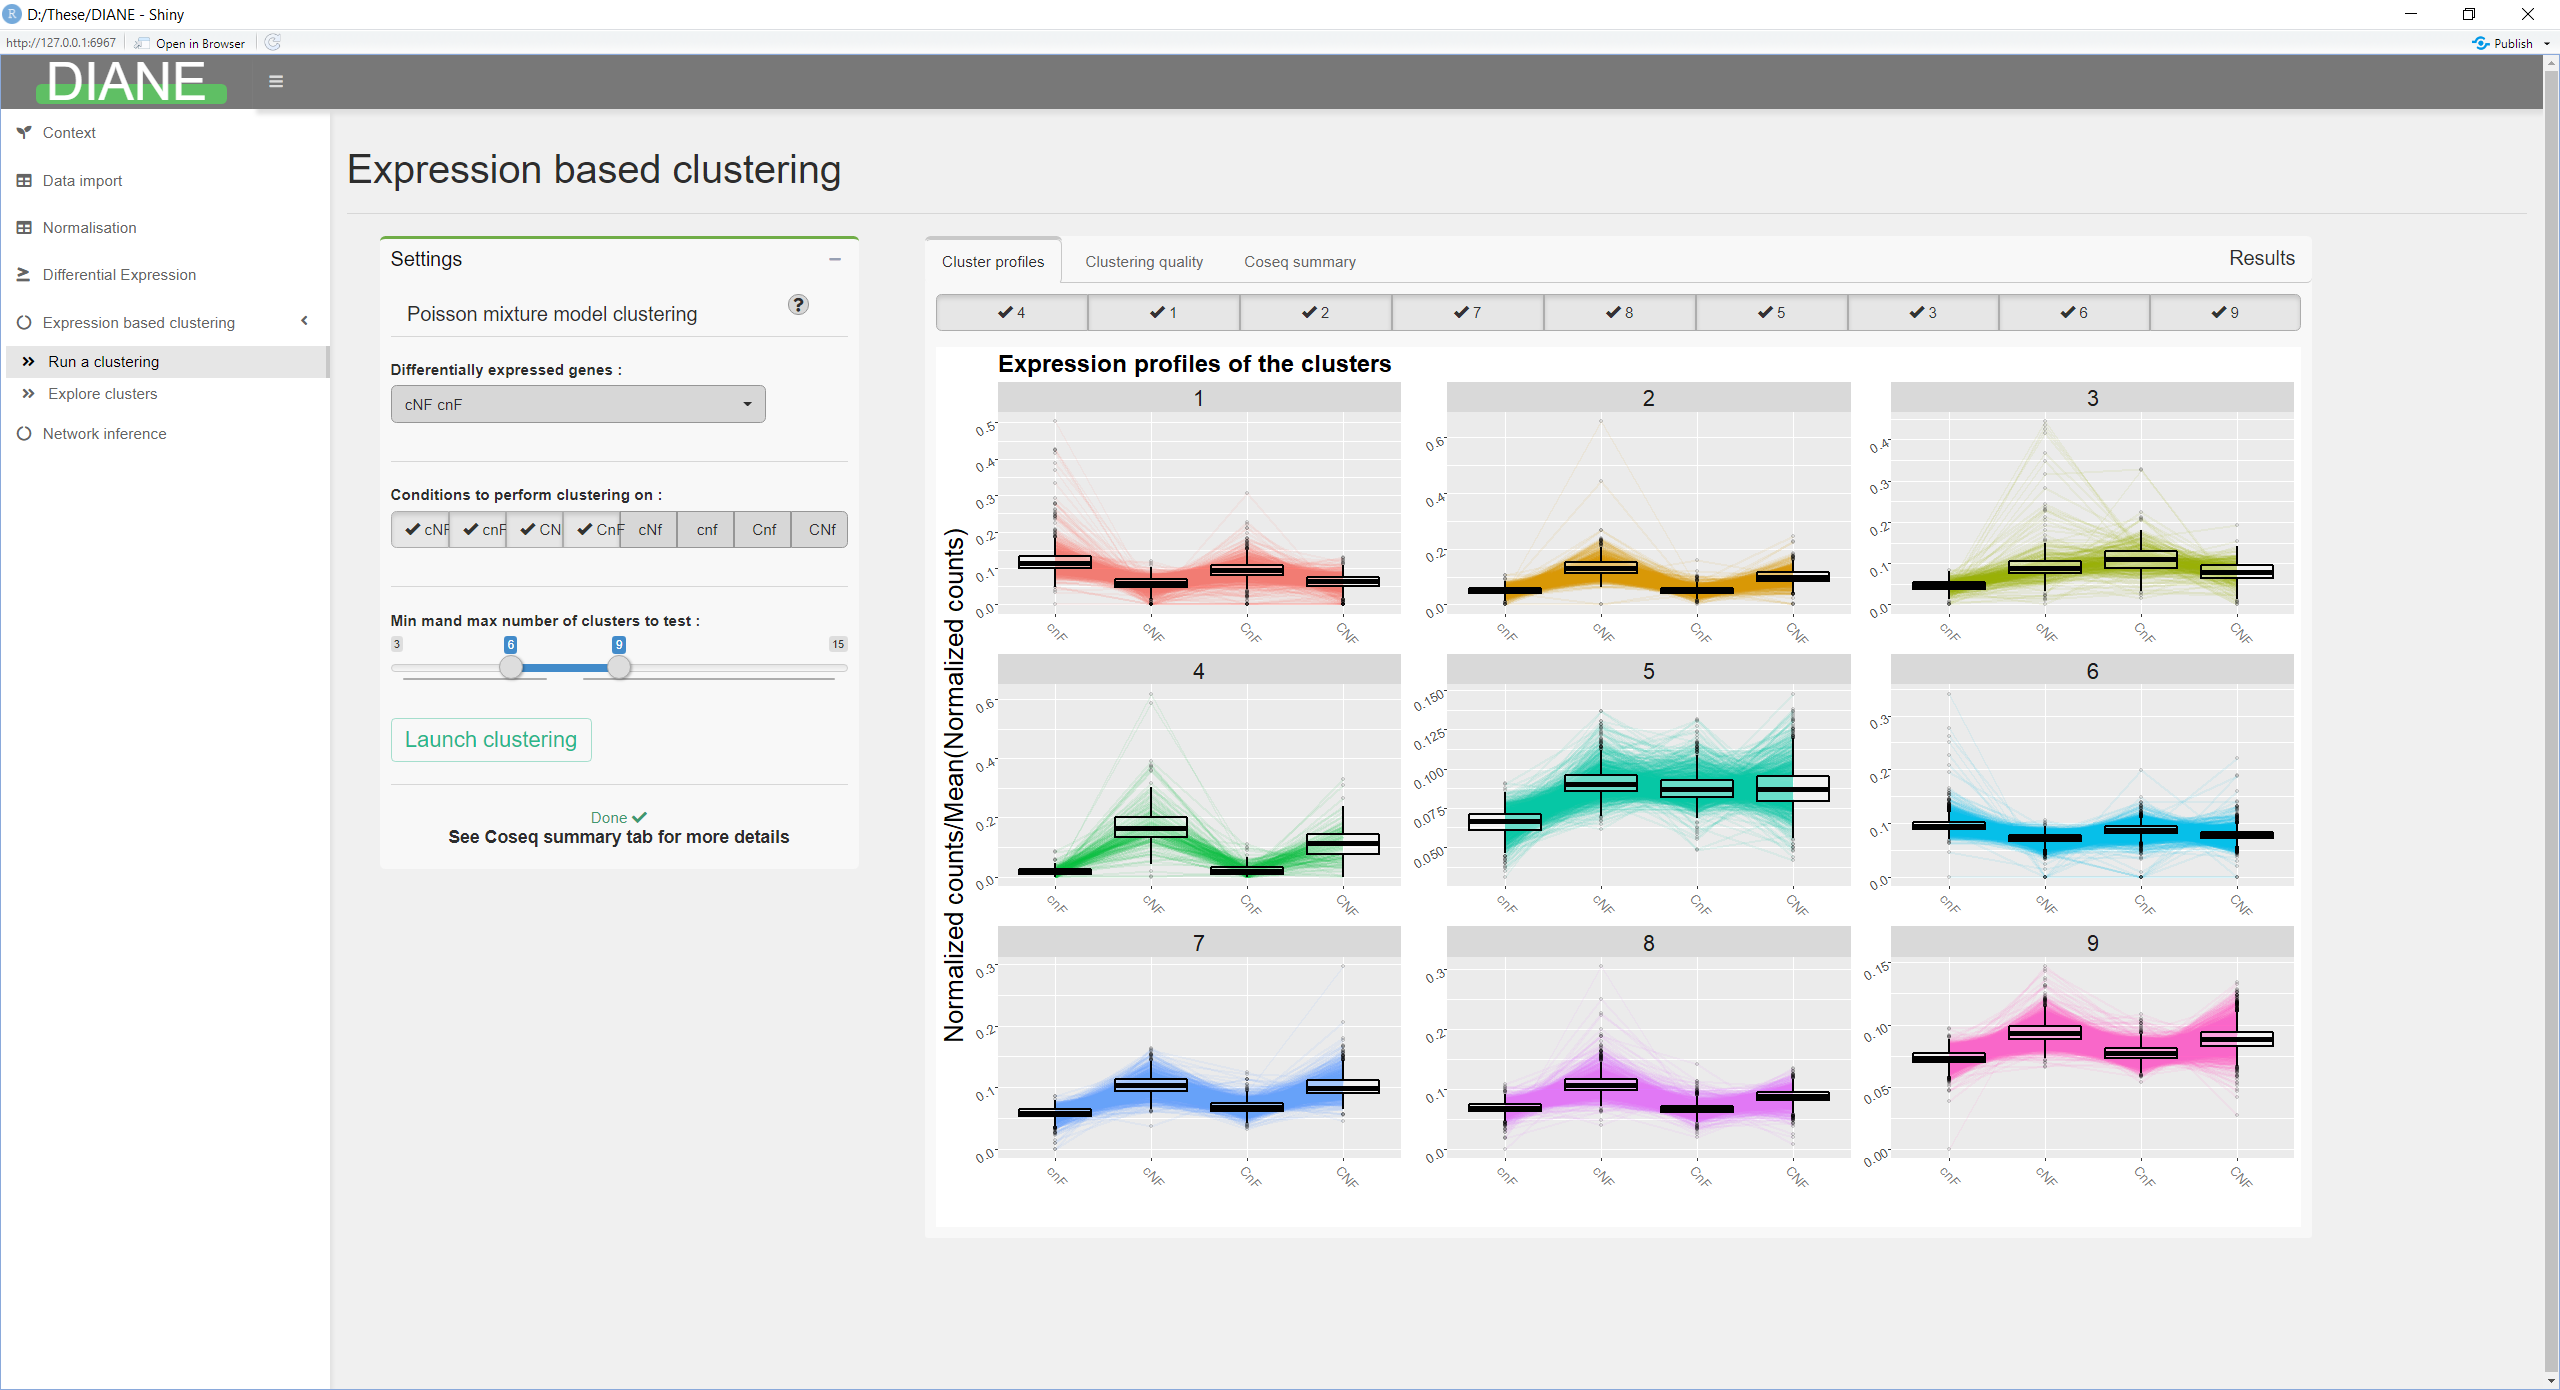 D:/These/DIANE - Shiny
http://127.0.0.1:6967 Open in Browser Publish
DIANE
Context
Data import
Normalisation
Differential Expression
Expression based clustering
Run a clustering
Explore clusters
Network inference
Expression based clustering
Settings
Poisson mixture model clustering
?
Differentially expressed genes :
cNF cnF
Conditions to perform clustering on :
cNF cnF CN CnF cNf cnf Cnf CNf
Min mand max number of clusters to test :
3 6 9 15
Launch clustering
Done
See Coseq summary tab for more details
Cluster profiles Clustering quality Coseq summary Results
4 1 2 7 8 5 3 6 9
Expression profiles of the clusters
Normalized counts/Mean(Normalized counts)
1
0.5
0.4
0.3
0.2
0.1
0.0
cnF cNF CnF CNF
2
0.6
0.4
0.2
0.0
cnF cNF CnF CNF
3
0.4
0.3
0.2
0.1
0.0
cnF cNF CnF CNF
4
0.6
0.4
0.2
0.0
cnF cNF CnF CNF
5
0.150
0.125
0.100
0.075
0.050
cnF cNF CnF CNF
6
0.3
0.2
0.1
0.0
cnF cNF CnF CNF
7
0.3
0.2
0.1
0.0
cnF cNF CnF CNF
8
0.3
0.2
0.1
0.0
cnF cNF CnF CNF
9
0.15
0.10
0.05
0.00
cnF cNF CnF CNF